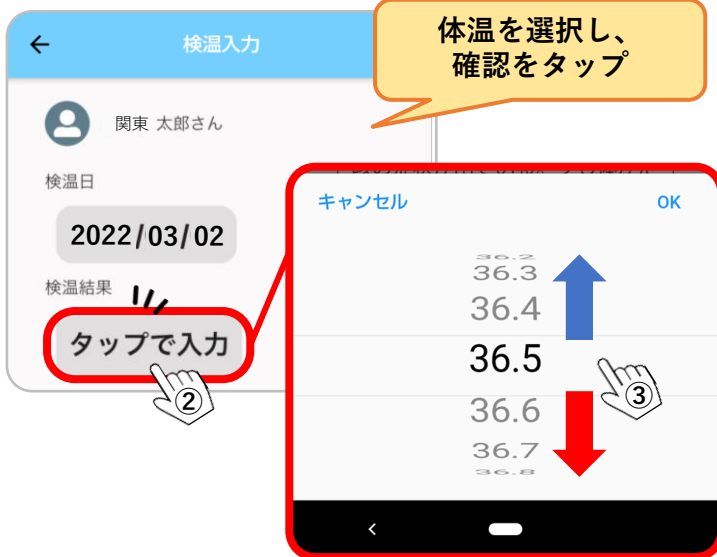 検温入力
体温を選択し、
確認をタップ
関東 太郎さん
検温日
2022/03/02
検温結果
タップで入力
②
キャンセル
OK
36.2
36.3
36.4
36.5
36.6
36.7
36.8
③